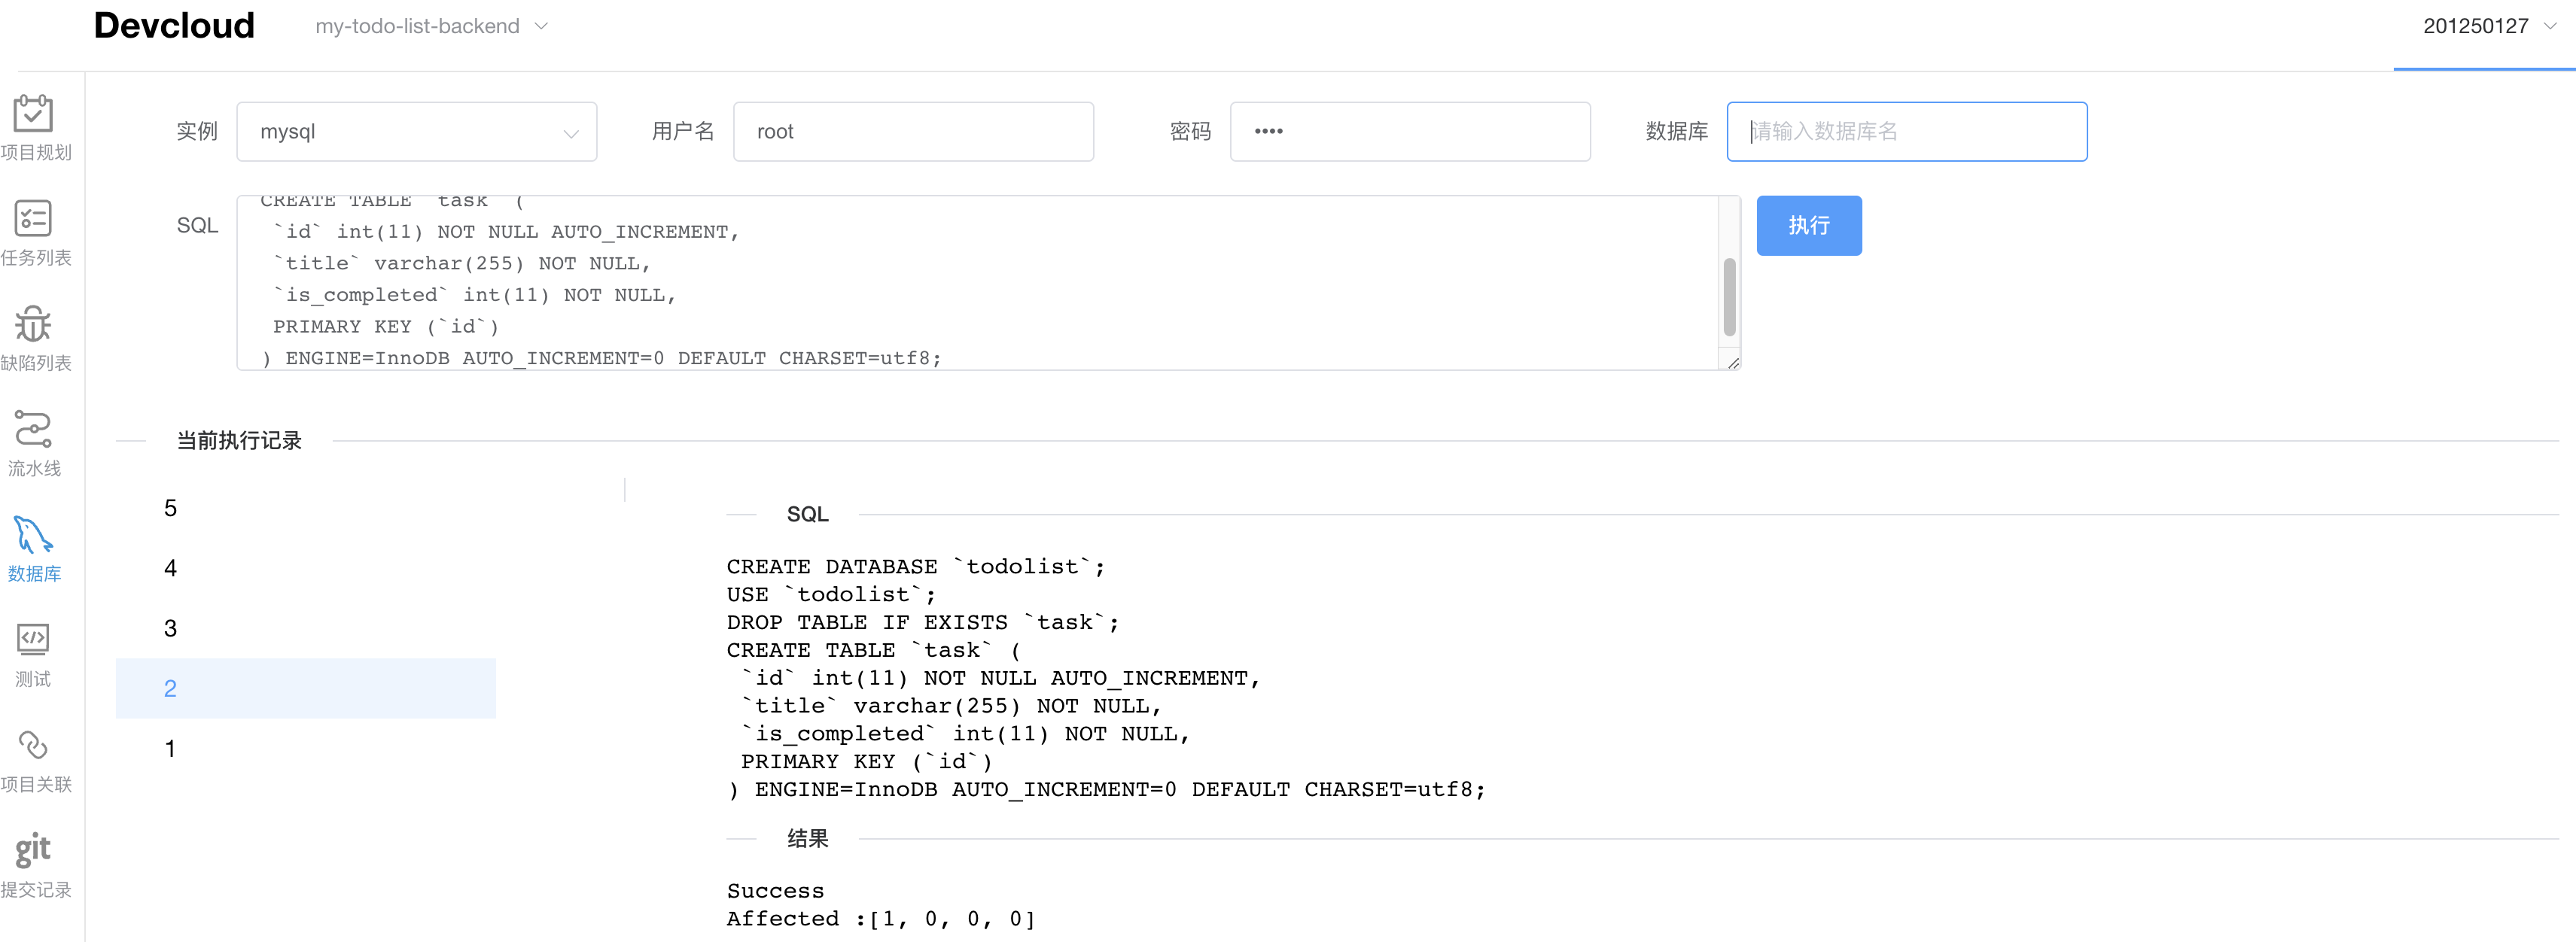 Devcloud
my-todo-list-backend
201250127
项目规划
任务列表
缺陷列表
流水线
数据库
测试
项目关联
git
提交记录
实例
mysql
用户名
root
密码
••••
数据库
请输入数据库名
SQL
CREATE TABLE `task` (
`id` int(11) NOT NULL AUTO_INCREMENT,
`title` varchar(255) NOT NULL,
`is_completed` int(11) NOT NULL,
PRIMARY KEY (`id`)
) ENGINE=InnoDB AUTO_INCREMENT=0 DEFAULT CHARSET=utf8;
执行
当前执行记录
5
4
3
2
1
SQL
CREATE DATABASE `todolist`;
USE `todolist`;
DROP TABLE IF EXISTS `task`;
CREATE TABLE `task` (
`id` int(11) NOT NULL AUTO_INCREMENT,
`title` varchar(255) NOT NULL,
`is_completed` int(11) NOT NULL,
PRIMARY KEY (`id`)
) ENGINE=InnoDB AUTO_INCREMENT=0 DEFAULT CHARSET=utf8;
结果
Success
Affected :[1, 0, 0, 0]